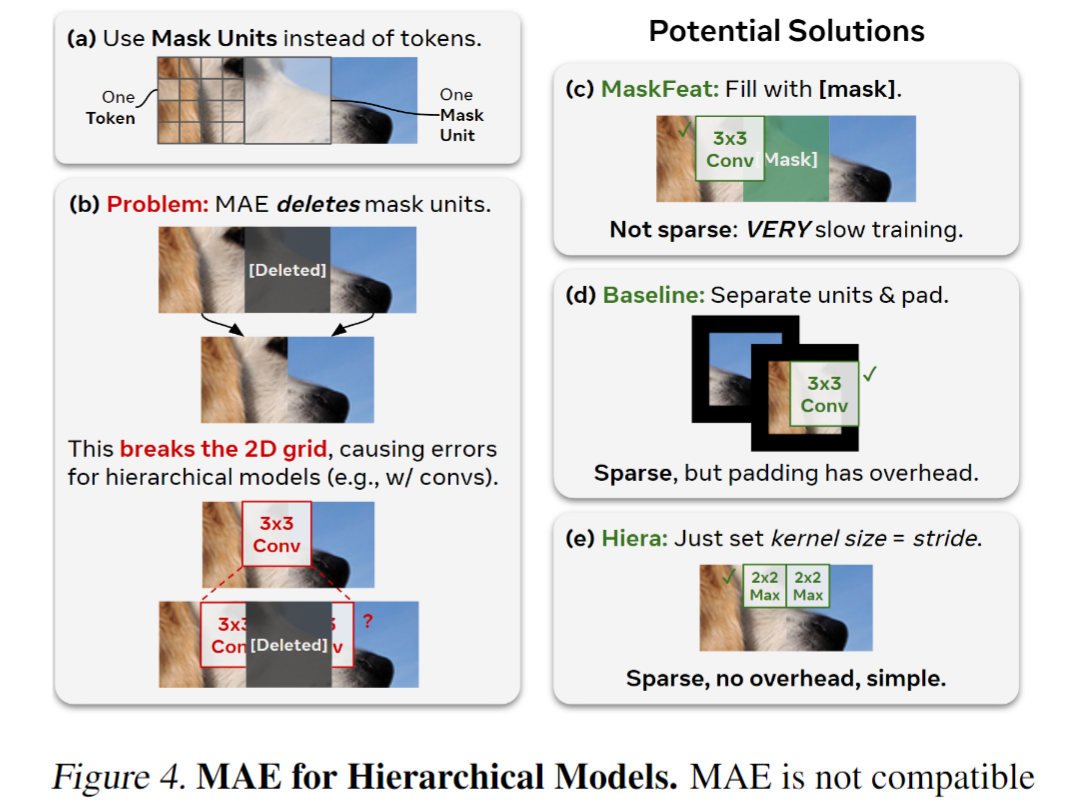 (a) Use Mask Units instead of tokens.
One
Token
One
Mask
Unit
(b) Problem: MAE deletes mask units.
[Deleted]
This breaks the 2D grid, causing errors
for hierarchical models (e.g., w/ convs).
3x3
Conv
3x3 3 ?
Con [Deleted] v
Potential Solutions
(c) MaskFeat: Fill with [mask].
✓ 3x3
Conv [Mask]
Not sparse: VERY slow training.
(d) Baseline: Separate units & pad.
3x3 ✓
Conv
Sparse, but padding has overhead.
(e) Hiera: Just set kernel size = stride.
✓ 2x2 2x2
Max Max
Sparse, no overhead, simple.
Figure 4. MAE for Hierarchical Models. MAE is not compatible